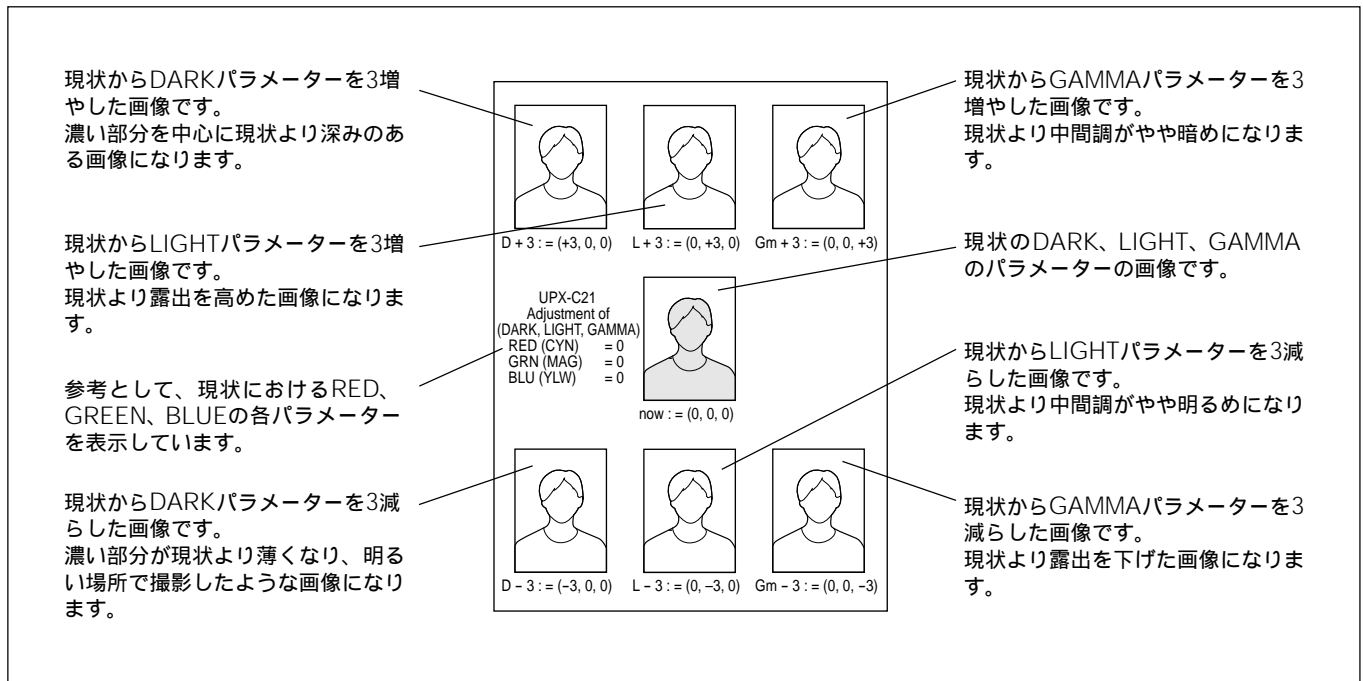 現状からDARKパラメーターを3増
やした画像です。
濃い部分を中心に現状より深みのあ
る画像になります。
現状からLIGHTパラメーターを3増
やした画像です。
現状より露出を高めた画像になりま
す。
参考として、現状におけるRED、
GREEN、BLUEの各パラメーター
を表示しています。
現状からDARKパラメーターを3減
らした画像です。
濃い部分が現状より薄くなり、明る
い場所で撮影したような画像になり
ます。
D + 3 : = (+3, 0, 0)
L + 3 : = (0, +3, 0)
Gm + 3 : = (0, 0, +3)
UPX-C21
Adjustment of
(DARK, LIGHT, GAMMA)
RED (CYN) = 0
GRN (MAG) = 0
BLU (YLW) = 0
now : = (0, 0, 0)
D – 3 : = (–3, 0, 0)
L – 3 : = (0, –3, 0)
Gm – 3 : = (0, 0, –3)
現状からGAMMAパラメーターを3
増やした画像です。
現状より中間調がやや暗めになりま
す。
現状のDARK、LIGHT、GAMMA
のパラメーターの画像です。
現状からLIGHTパラメーターを3減
らした画像です。
現状より中間調がやや明るめになり
ます。
現状からGAMMAパラメーターを3
減らした画像です。
現状より露出を下げた画像になりま
す。